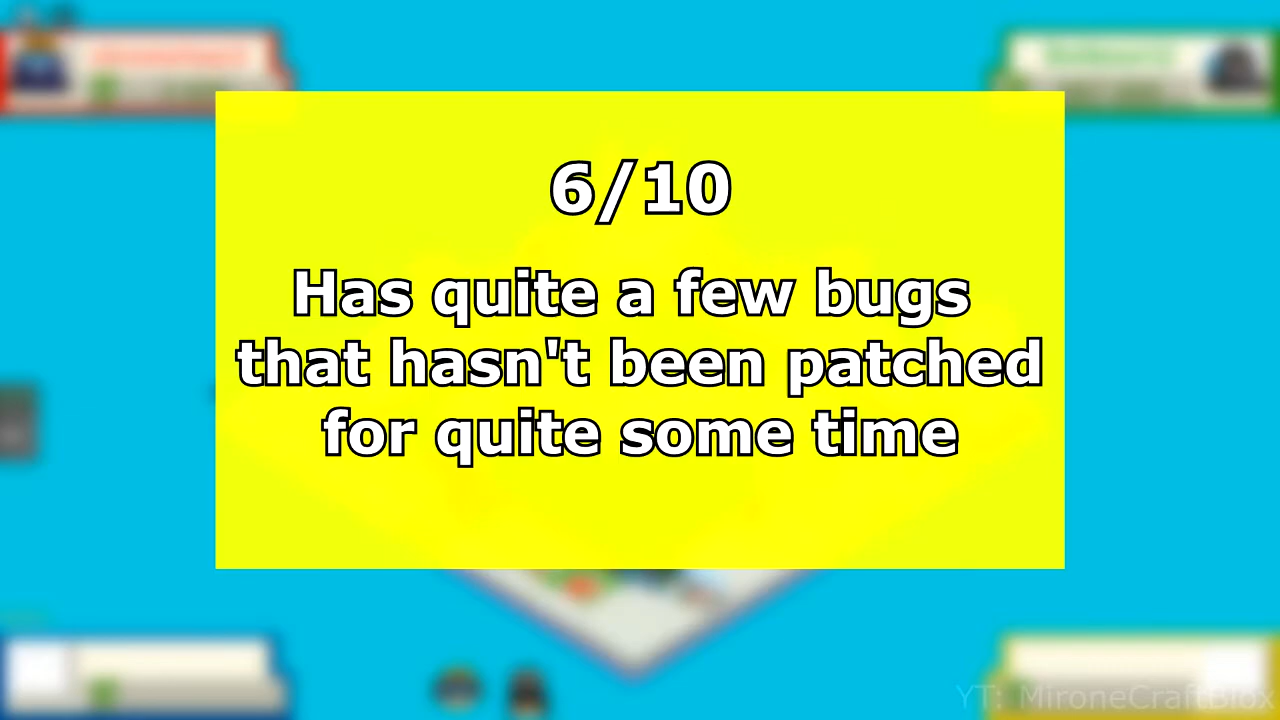 6/10
Has quite a few bugs
that hasn't been patched
for quite some time
YT: MironeCraftBlox